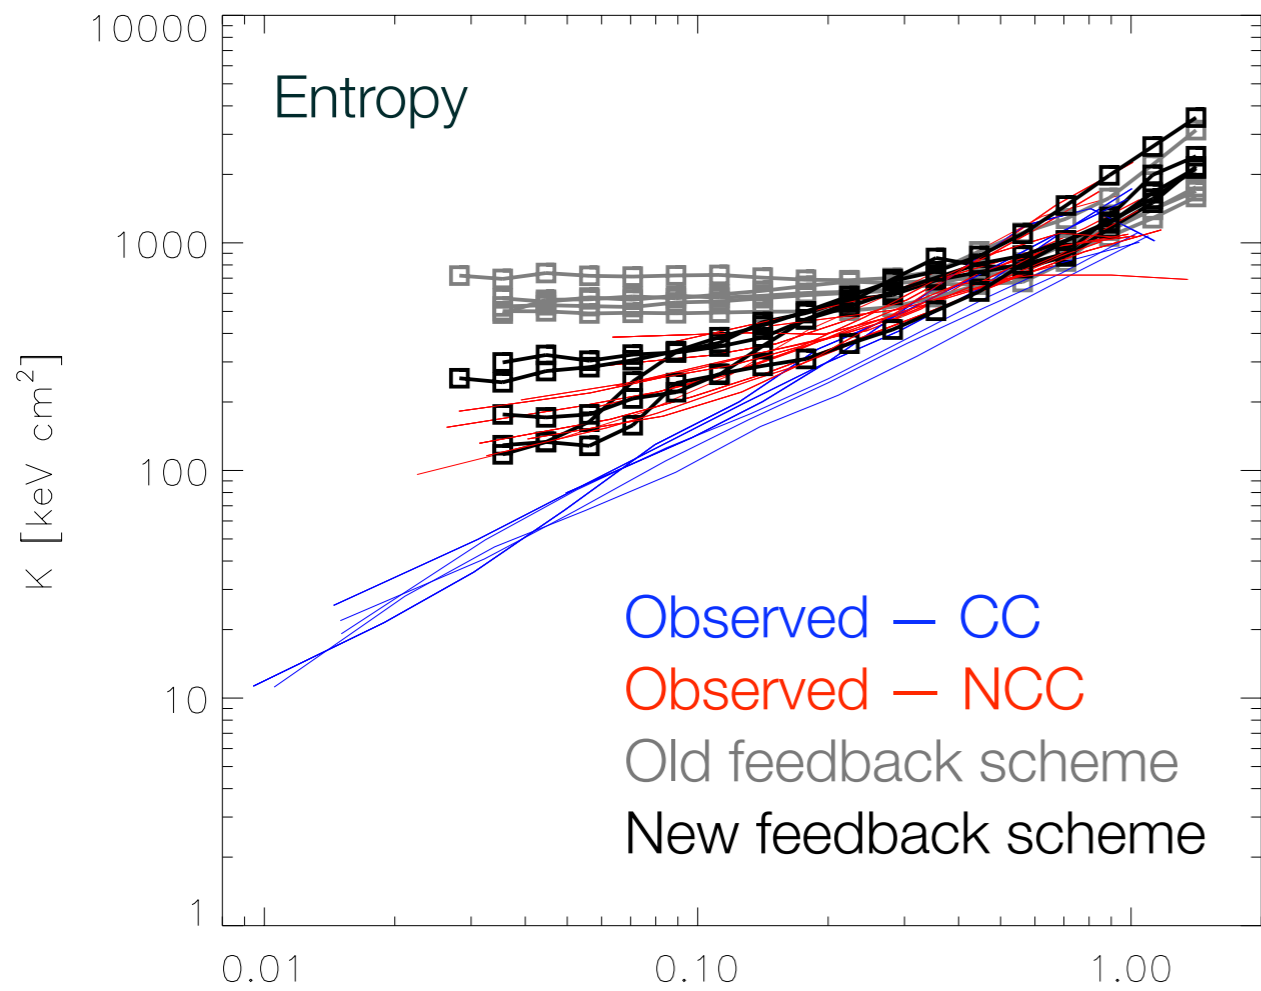 10000
Entropy
1000
K [keV cm²]
100
Observed — CC
Observed — NCC
10
Old feedback scheme
New feedback scheme
1
0.01 0.10 1.00